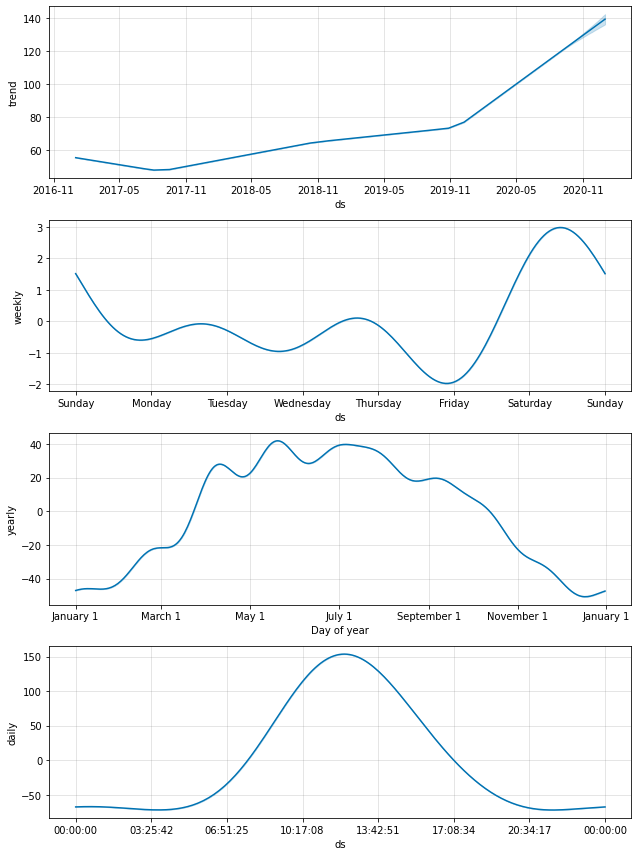 140
120
100
80
60
trend
2016-11 2017-05 2017-11 2018-05 2018-11 2019-05 2019-11 2020-05 2020-11
ds
3
2
1
0
−1
−2
weekly
Sunday Monday Tuesday Wednesday Thursday Friday Saturday Sunday
ds
40
20
0
−20
−40
yearly
January 1 March 1 May 1 July 1 September 1 November 1 January 1
Day of year
150
100
50
0
−50
daily
00:00:00 03:25:42 06:51:25 10:17:08 13:42:51 17:08:34 20:34:17 00:00:00
ds